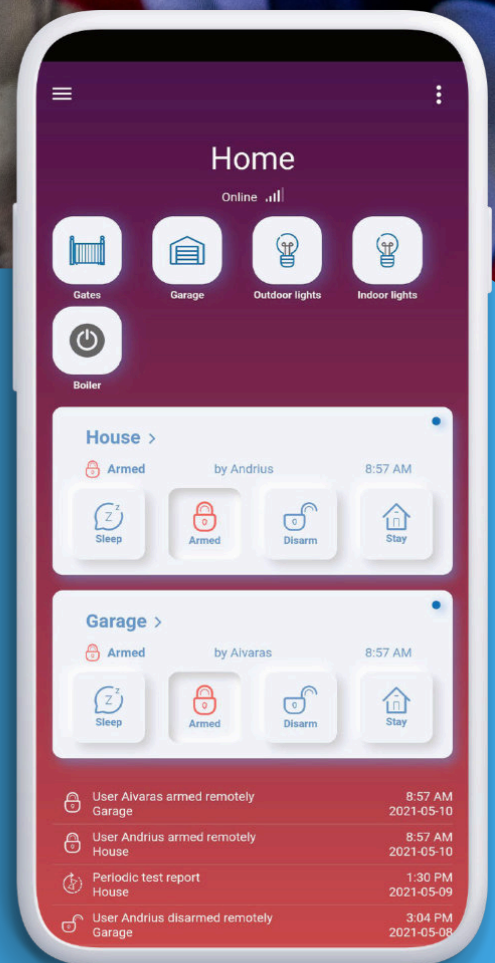 Home
Online
Gates Garage Outdoor lights Indoor lights
Boiler
House >
Armed by Andrius 8:57 AM
Sleep Armed Disarm Stay
Garage >
Armed by Aivaras 8:57 AM
Sleep Armed Disarm Stay
User Aivaras armed remotely 8:57 AM
Garage 2021-05-10
User Andrius armed remotely 8:57 AM
House 2021-05-10
Periodic test report 1:30 PM
House 2021-05-09
User Andrius disarmed remotely 3:04 PM
Garage 2021-05-08